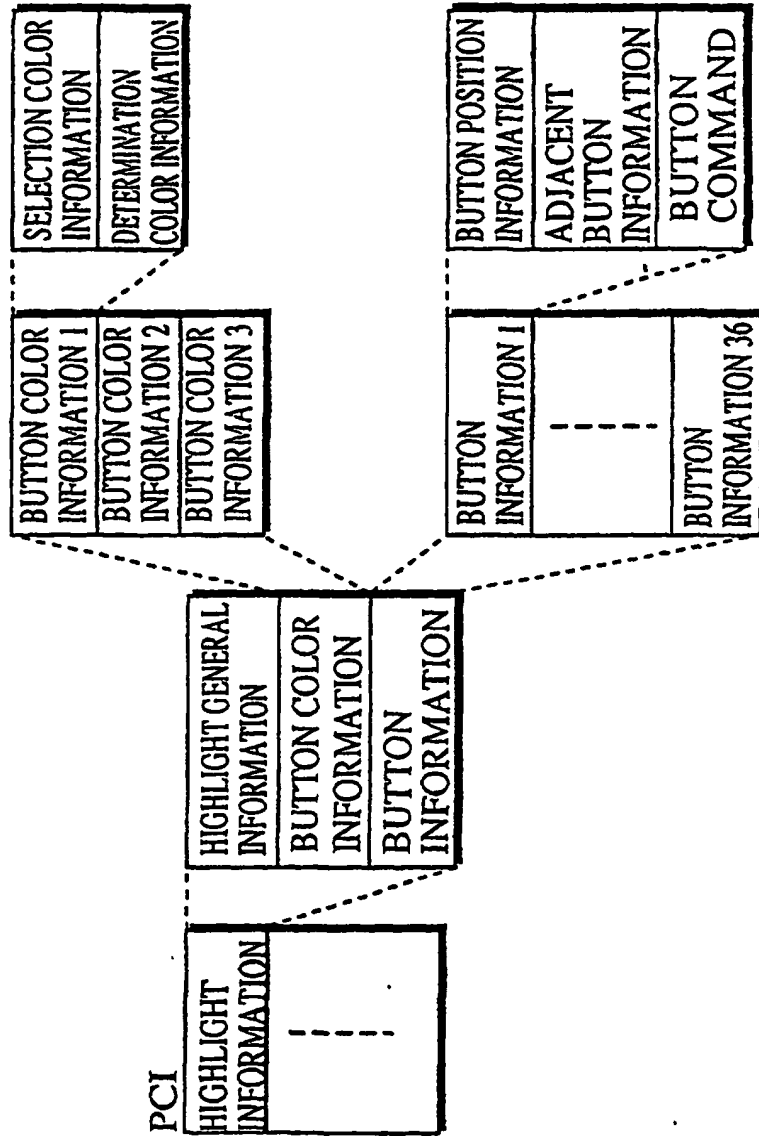 PCI
HIGHLIGHT
INFORMATION
HIGHLIGHT GENERAL
INFORMATION
BUTTON COLOR
INFORMATION
BUTTON
INFORMATION
BUTTON COLOR
INFORMATION 1
BUTTON COLOR
INFORMATION 2
BUTTON COLOR
INFORMATION 3
SELECTION COLOR
INFORMATION
DETERMINATION
COLOR INFORMATION
BUTTON
INFORMATION 1
BUTTON
INFORMATION 36
BUTTON POSITION
INFORMATION
ADJACENT
BUTTON
INFORMATION
BUTTON
COMMAND